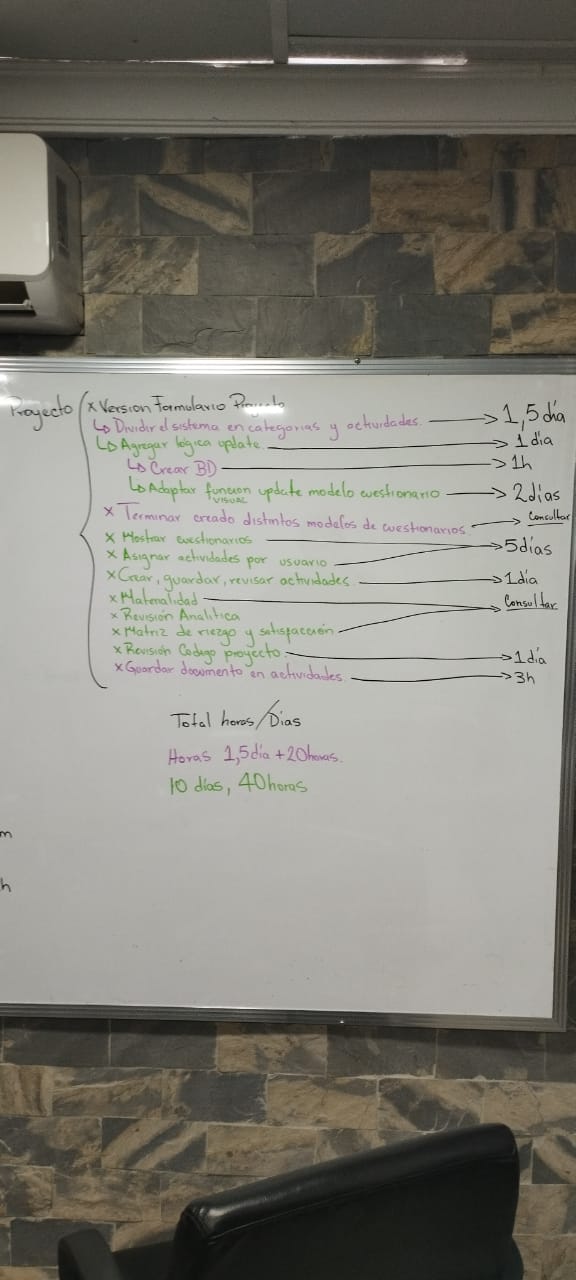 Proyecto
x Version Formulario Proyecto
↳ Dividir el sistema en categorias y actividades. → 1,5 día
↳ Agregar lógica update. → 1 día
↳ Crear BD → 1h
↳ Adaptar función update modelo cuestionario → 2 días
VISUAL
x Terminar creado distintos modelos de cuestionarios. → Consultar
x Mostrar cuestionarios → 5 días
x Asignar actividades por usuario
x Crear, guardar, revisar actividades. → 1 día
x Materialidad → Consultar
x Revisión Analítica
x Matriz de riezgo y satisfacción
x Revisión Codigo proyecto → 1 día
x Guardar documento en actividades. → 3h
Total horas/Dias
Horas 1,5 día + 20 horas.
10 días, 40 horas
m
h